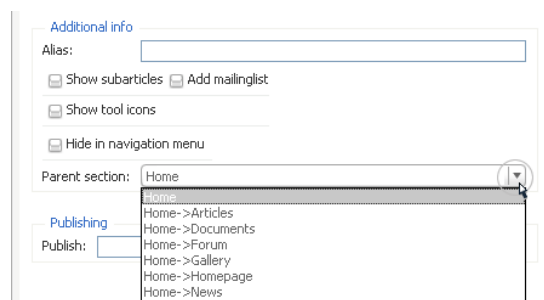 Additional info
Alias:
Show subarticles Add mailinglist
Show tool icons
Hide in navigation menu
Parent section: Home
Home
Home->Articles
Publishing
Home->Documents
Publish:
Home->Forum
Home->Gallery
Home->Homepage
Home->News